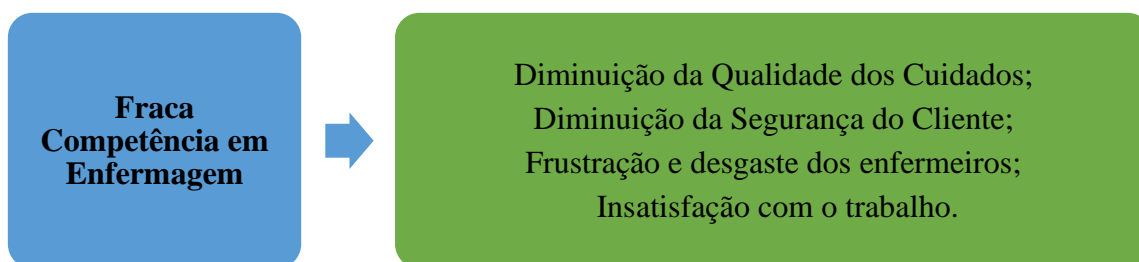 Fraca
Competência em
Enfermagem
Diminuição da Qualidade dos Cuidados;
Diminuição da Segurança do Cliente;
Frustração e desgaste dos enfermeiros;
Insatisfação com o trabalho.